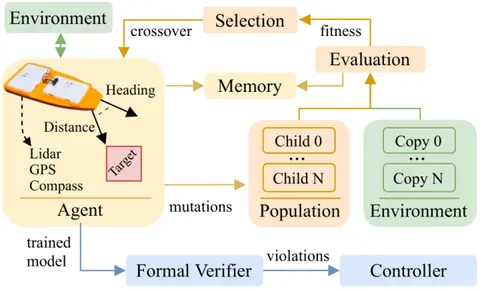 Environment
crossover
Selection
fitness
Evaluation
Heading
Memory
Distance
Target
Lidar
GPS
Compass
Child 0
...
Child N
Copy 0
...
Copy N
Agent
mutations
Population
Environment
trained
model
Formal Verifier
violations
Controller